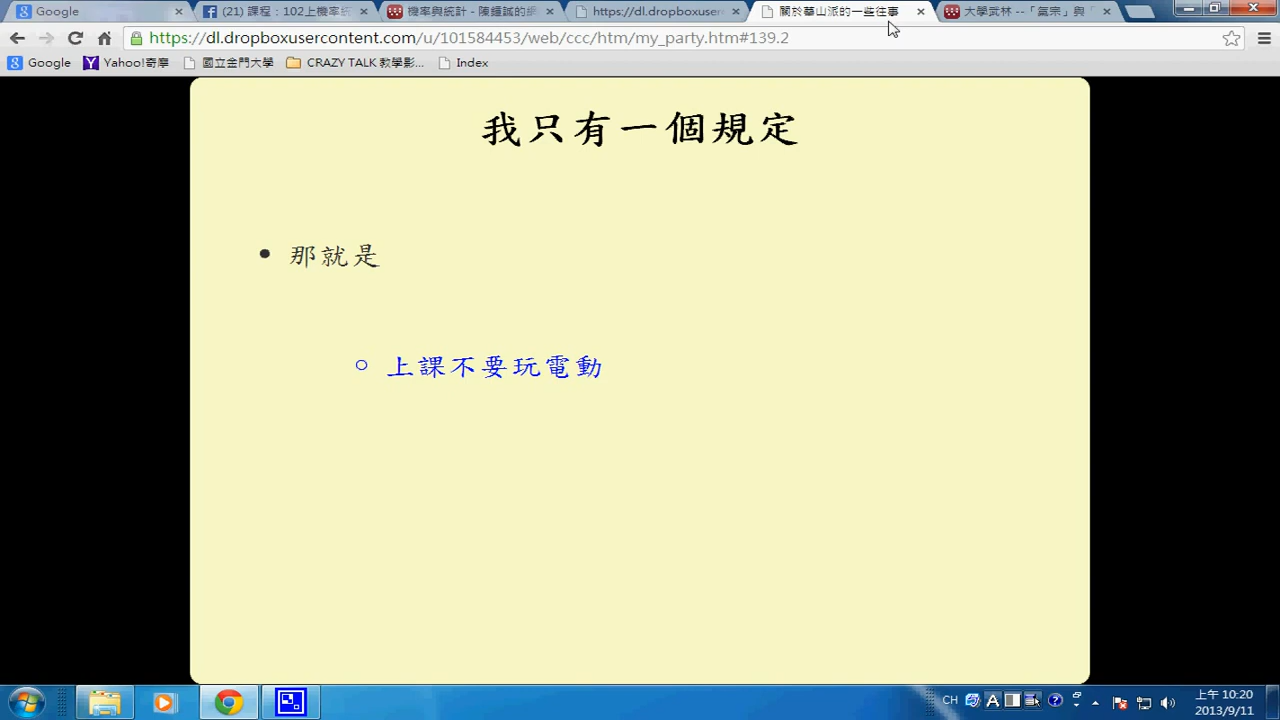 Google
(21) 課程：102上機率統
機率與統計 - 陳鍾誠的網
https://dl.dropboxuser
關於華山派的一些往事
大學武林 --「氣宗」與「
https://dl.dropboxusercontent.com/u/101584453/web/ccc/htm/my_party.htm#139.2
Google
Yahoo!奇摩
國立金門大學
CRAZY TALK 教學影...
Index
我只有一個規定
• 那就是
○ 上課不要玩電動
CH
A
上午 10:20
2013/9/11